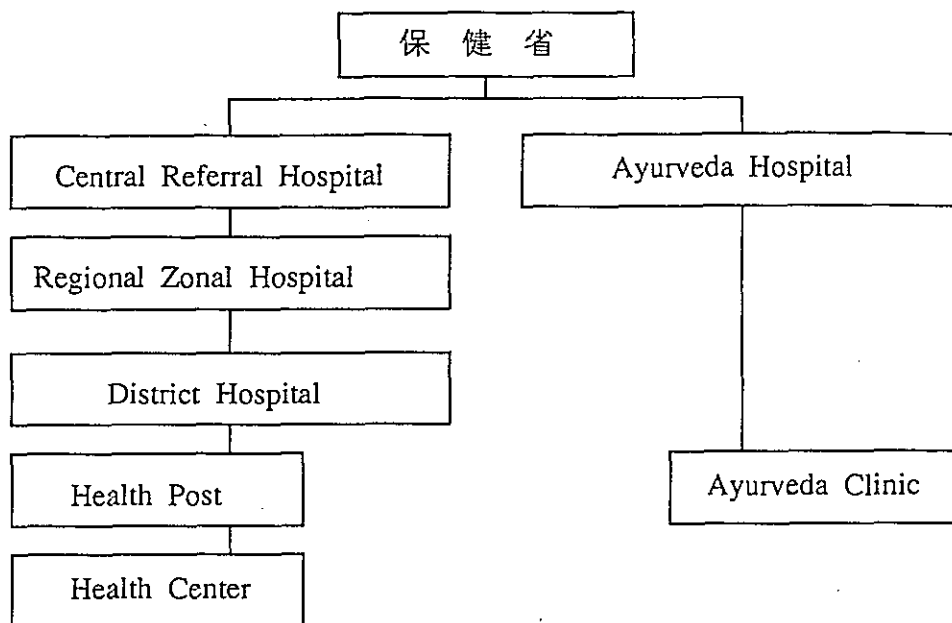 保 健 省
Central Referral Hospital
Ayurveda Hospital
Regional Zonal Hospital
District Hospital
Health Post
Ayurveda Clinic
Health Center